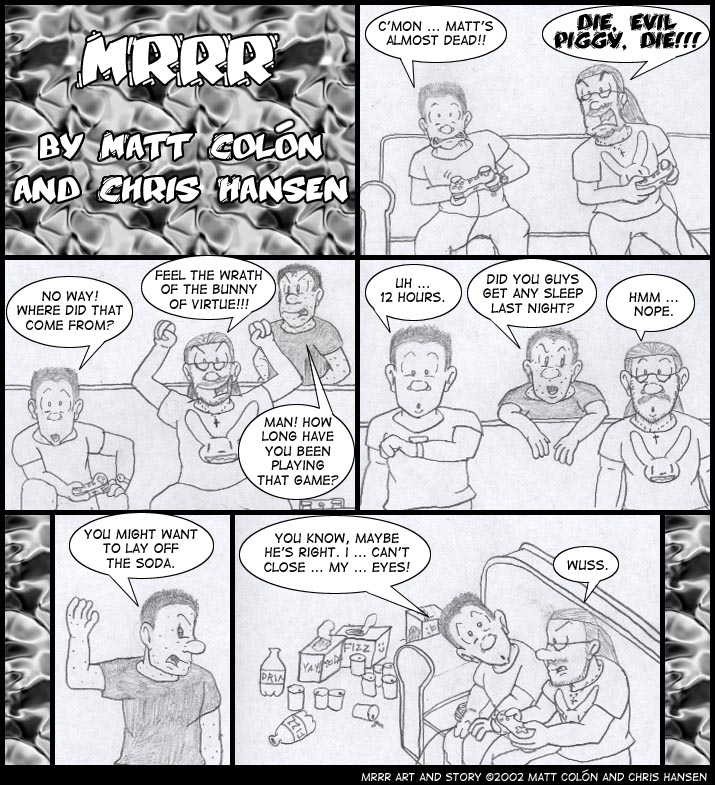 MRRR
BY MATT COLÓN
AND CHRIS HANSEN
C'MON ... MATT'S
ALMOST DEAD!!
DIE, EVIL
PIGGY, DIE!!!
NO WAY!
WHERE DID THAT
COME FROM?
FEEL THE WRATH
OF THE BUNNY
OF VIRTUE!!!
MAN! HOW
LONG HAVE
YOU BEEN
PLAYING
THAT GAME?
UH ...
12 HOURS.
DID YOU GUYS
GET ANY SLEEP
LAST NIGHT?
HMM ...
NOPE.
YOU MIGHT WANT
TO LAY OFF
THE SODA.
YOU KNOW, MAYBE
HE'S RIGHT. I ... CAN'T
CLOSE ... MY ... EYES!
WUSS.
FIZZ
DRIN
MRRR ART AND STORY ©2002 MATT COLÓN AND CHRIS HANSEN